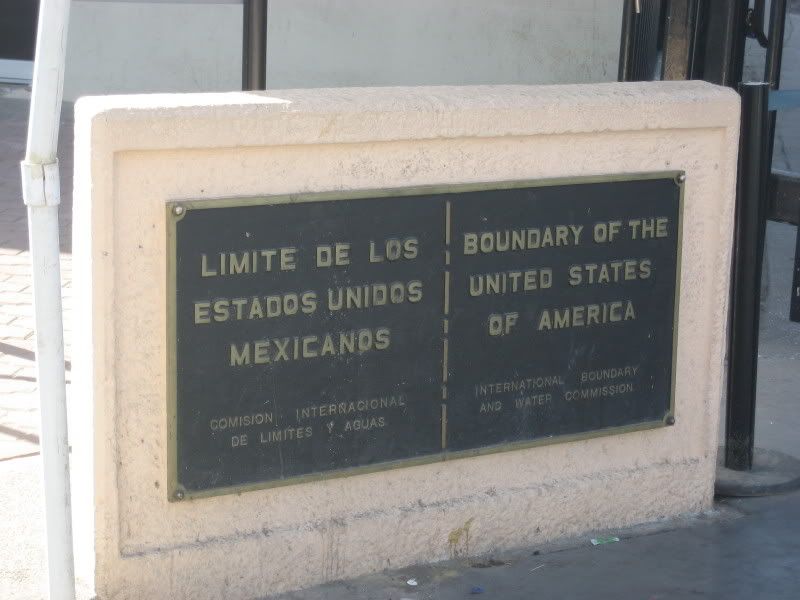 LIMITE DE LOS
ESTADOS UNIDOS
MEXICANOS
COMISION INTERNACIONAL
DE LIMITES Y AGUAS
BOUNDARY OF THE
UNITED STATES
OF AMERICA
INTERNATIONAL BOUNDARY
AND WATER COMMISSION